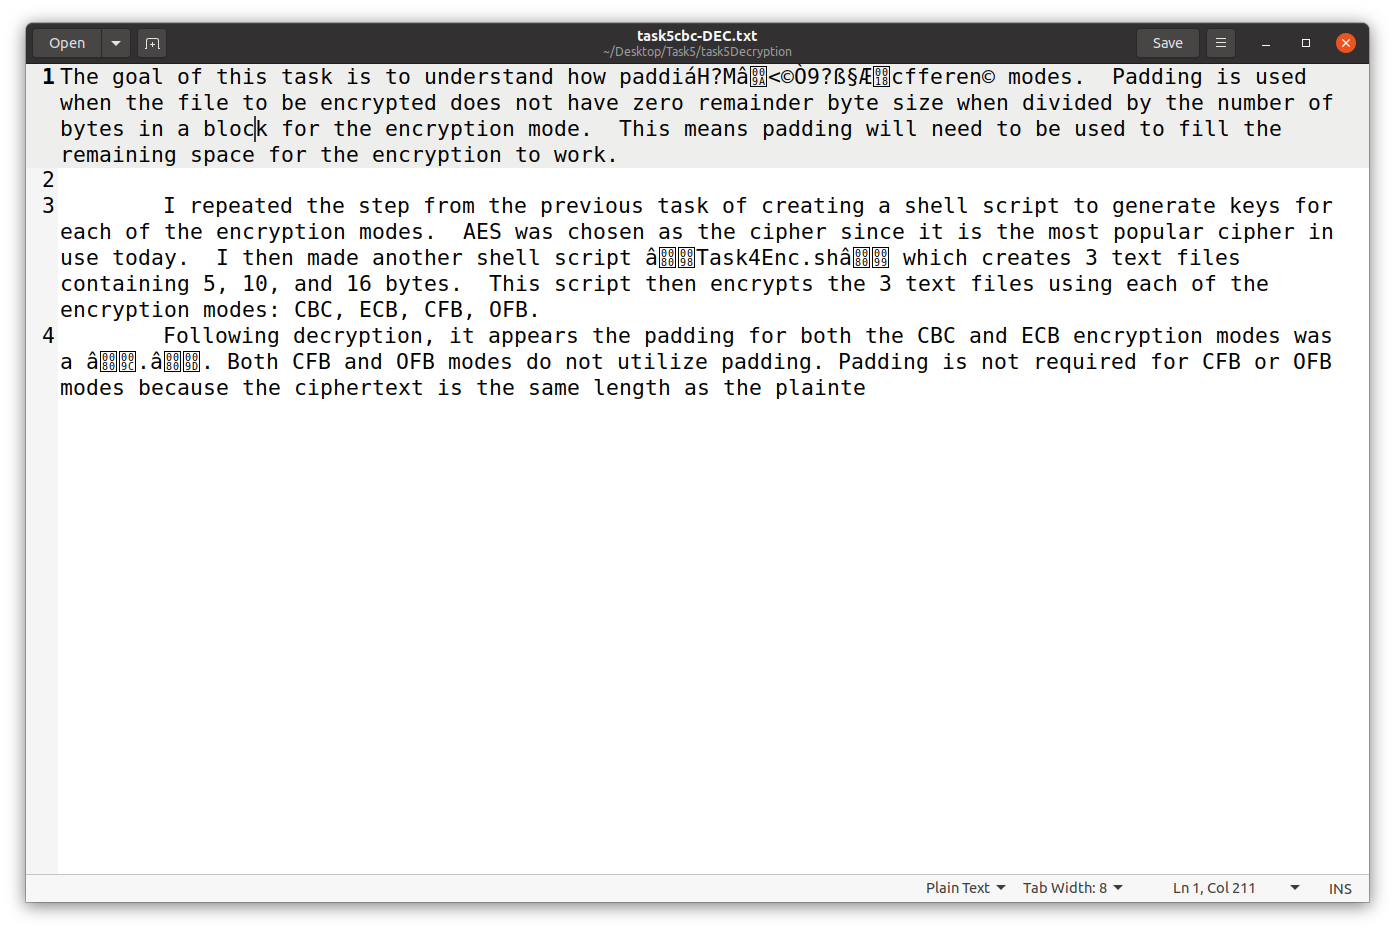 Open
task5cbc-DEC.txt
~/Desktop/Task5/task5Decryption
Save
1 The goal of this task is to understand how paddiáH?Mâ<©Ò9?ß§Æcfferen© modes.  Padding is used
when the file to be encrypted does not have zero remainder byte size when divided by the number of
bytes in a block for the encryption mode.  This means padding will need to be used to fill the
remaining space for the encryption to work.
2
3 I repeated the step from the previous task of creating a shell script to generate keys for
each of the encryption modes.  AES was chosen as the cipher since it is the most popular cipher in
use today.  I then made another shell script âTask4Enc.shâ which creates 3 text files
containing 5, 10, and 16 bytes.  This script then encrypts the 3 text files using each of the
encryption modes: CBC, ECB, CFB, OFB.
4 Following decryption, it appears the padding for both the CBC and ECB encryption modes was
a â.â. Both CFB and OFB modes do not utilize padding. Padding is not required for CFB or OFB
modes because the ciphertext is the same length as the plainte
Plain Text Tab Width: 8 Ln 1, Col 211 INS